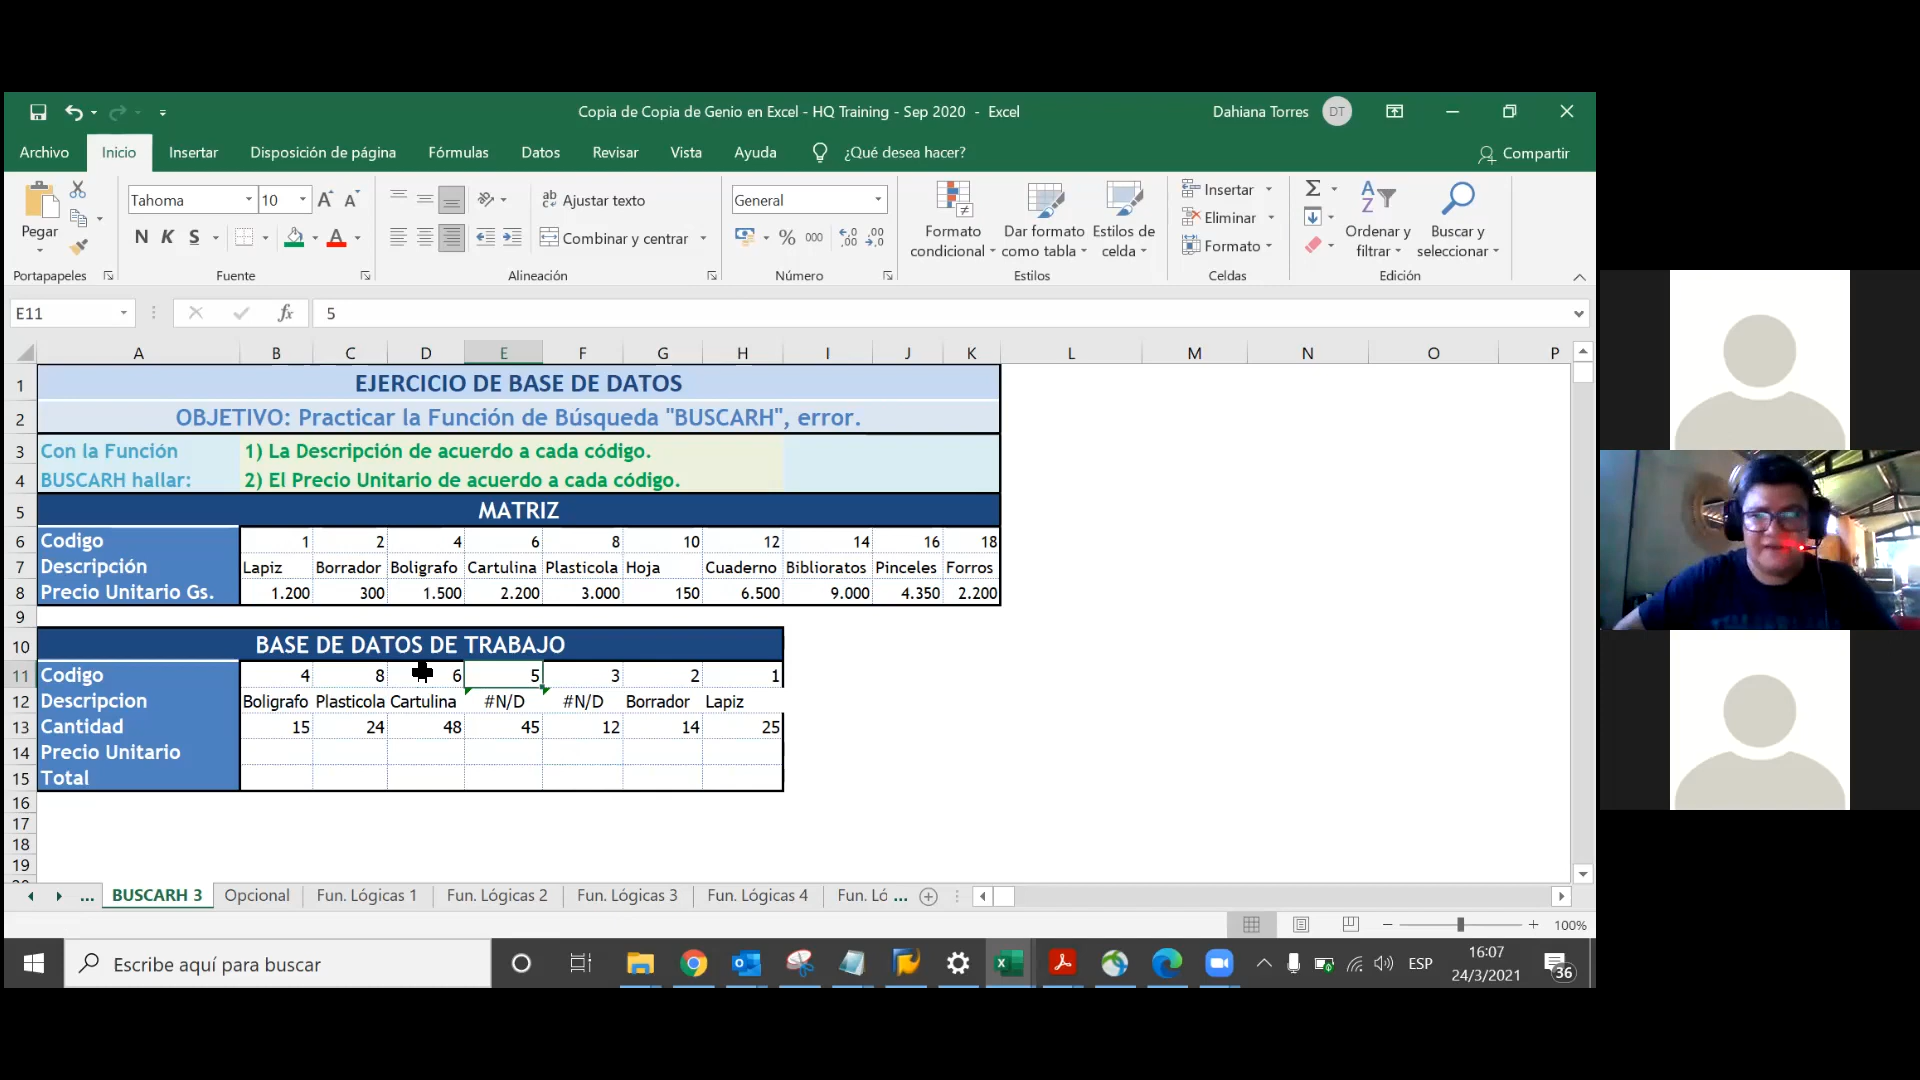 Copia de Copia de Genio en Excel - HQ Training - Sep 2020 - Excel
Dahiana Torres DT
Archivo Inicio Insertar Disposición de página Fórmulas Datos Revisar Vista Ayuda ¿Qué desea hacer? Compartir
Pegar
Tahoma 10
N K S
Ajustar texto
Combinar y centrar
General
% 000
Formato condicional
Dar formato como tabla
Estilos de celda
Insertar
Eliminar
Formato
Ordenar y filtrar
Buscar y seleccionar
Portapapeles Fuente Alineación Número Estilos Celdas Edición
E11 fx 5
A B C D E F G H I J K L M N O P
1 EJERCICIO DE BASE DE DATOS
2 OBJETIVO: Practicar la Función de Búsqueda "BUSCARH", error.
3 Con la Función 1) La Descripción de acuerdo a cada código.
4 BUSCARH hallar: 2) El Precio Unitario de acuerdo a cada código.
5 MATRIZ
6 Codigo 1 2 4 6 8 10 12 14 16 18
7 Descripción Lapiz Borrador Boligrafo Cartulina Plasticola Hoja Cuaderno Biblioratos Pinceles Forros
8 Precio Unitario Gs. 1.200 300 1.500 2.200 3.000 150 6.500 9.000 4.350 2.200
9
10 BASE DE DATOS DE TRABAJO
11 Codigo 4 8 6 5 3 2 1
12 Descripcion Boligrafo Plasticola Cartulina #N/D #N/D Borrador Lapiz
13 Cantidad 15 24 48 45 12 14 25
14 Precio Unitario
15 Total
16
17
18
19
... BUSCARH 3 Opcional Fun. Lógicas 1 Fun. Lógicas 2 Fun. Lógicas 3 Fun. Lógicas 4 Fun. Ló ...
100%
Escribe aquí para buscar
ESP
16:07
24/3/2021
36